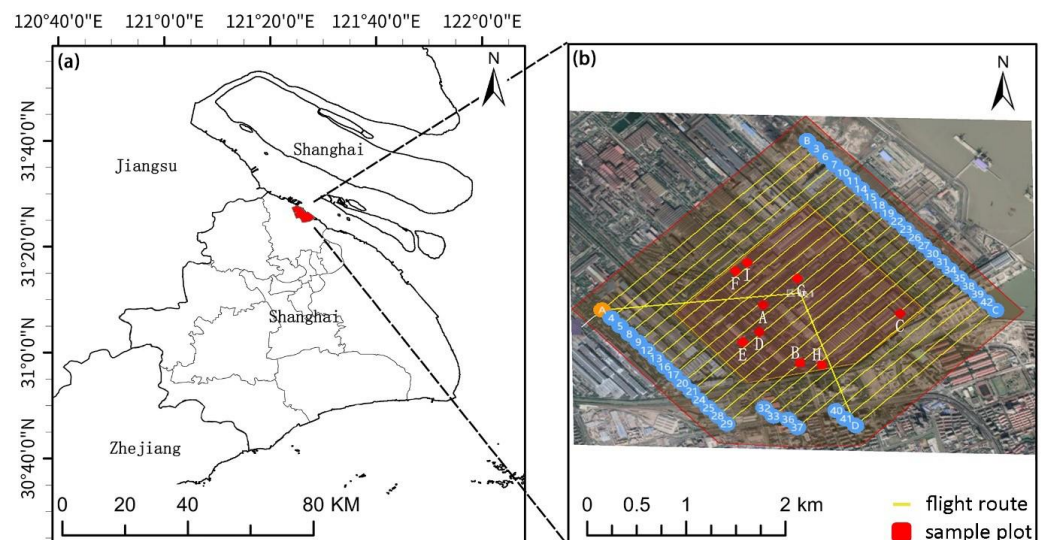 120°40'0"E 121°0'0"E 121°20'0"E 121°40'0"E 122°0'0"E
(a)
N
31°40'0"N
31°20'0"N
31°0'0"N
30°40'0"N
Jiangsu
Shanghai
Shanghai
Zhejiang
0 20 40 80 KM
(b)
N
B
3
6
7
10
11
14
15
18
19
22
23
26
27
30
31
34
35
38
39
42
C
A
4
5
8
9
12
13
16
17
20
21
24
25
28
29
32
33
36
37
40
41
D
F
I
G
A
C
D
E
B
H
0 0.5 1 2 km
flight route
sample plot